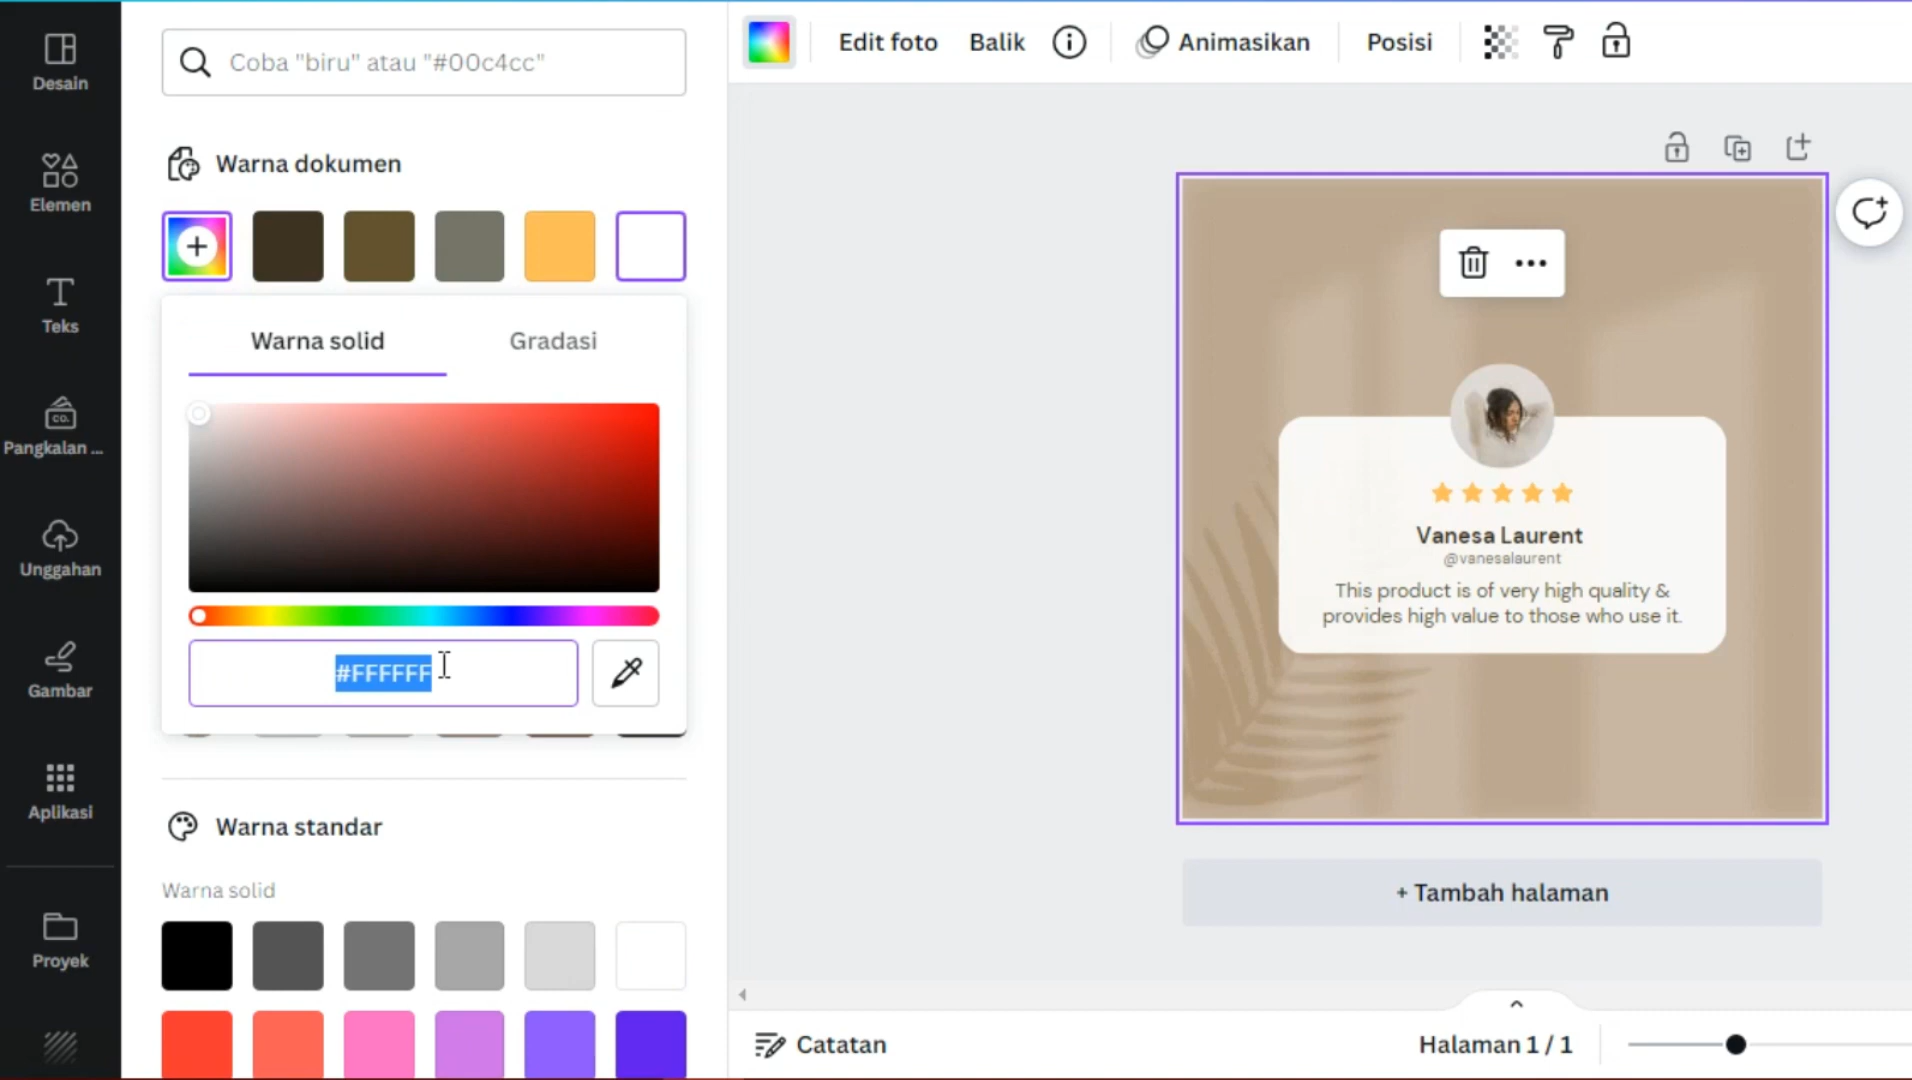 Desain
Elemen
Teks
CO.
Pangkalan ...
Unggahan
Gambar
Aplikasi
Proyek
Coba "biru" atau "#00c4cc"
Warna dokumen
Warna solid
Gradasi
#FFFFFF
Warna standar
Warna solid
Edit foto
Balik
Animasikan
Posisi
Vanesa Laurent
@vanesalaurent
This product is of very high quality &
provides high value to those who use it.
+ Tambah halaman
Catatan
Halaman 1 / 1